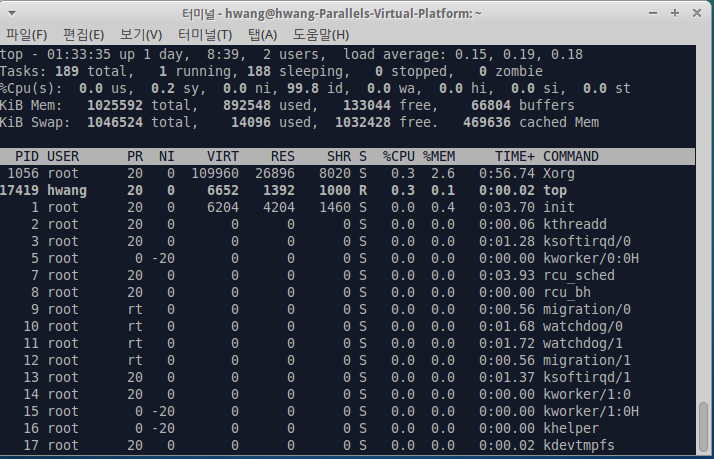 터미널 - hwang@hwang-Parallels-Virtual-Platform: ~
파일(F) 편집(E) 보기(V) 터미널(T) 탭(A) 도움말(H)
top - 01:33:35 up 1 day,  8:39,  2 users,  load average: 0.15, 0.19, 0.18
Tasks: 189 total,   1 running, 188 sleeping,   0 stopped,   0 zombie
%Cpu(s):  0.0 us,  0.2 sy,  0.0 ni, 99.8 id,  0.0 wa,  0.0 hi,  0.0 si,  0.0 st
KiB Mem:   1025592 total,   892548 used,   133044 free,    66804 buffers
KiB Swap:  1046524 total,    14096 used,  1032428 free.   469636 cached Mem
PID USER      PR  NI    VIRT    RES    SHR S  %CPU %MEM     TIME+ COMMAND
1056 root      20   0  109960  26896   8020 S   0.3  2.6   0:56.74 Xorg
17419 hwang     20   0    6652   1392   1000 R   0.3  0.1   0:00.02 top
1 root      20   0    6204   4204   1460 S   0.0  0.4   0:03.70 init
2 root      20   0       0      0      0 S   0.0  0.0   0:00.06 kthreadd
3 root      20   0       0      0      0 S   0.0  0.0   0:01.28 ksoftirqd/0
5 root       0 -20       0      0      0 S   0.0  0.0   0:00.00 kworker/0:0H
7 root      20   0       0      0      0 S   0.0  0.0   0:03.93 rcu_sched
8 root      20   0       0      0      0 S   0.0  0.0   0:00.00 rcu_bh
9 root      rt   0       0      0      0 S   0.0  0.0   0:00.56 migration/0
10 root      rt   0       0      0      0 S   0.0  0.0   0:01.68 watchdog/0
11 root      rt   0       0      0      0 S   0.0  0.0   0:01.72 watchdog/1
12 root      rt   0       0      0      0 S   0.0  0.0   0:00.56 migration/1
13 root      20   0       0      0      0 S   0.0  0.0   0:01.37 ksoftirqd/1
14 root      20   0       0      0      0 S   0.0  0.0   0:00.00 kworker/1:0
15 root       0 -20       0      0      0 S   0.0  0.0   0:00.00 kworker/1:0H
16 root       0 -20       0      0      0 S   0.0  0.0   0:00.00 khelper
17 root      20   0       0      0      0 S   0.0  0.0   0:00.02 kdevtmpfs